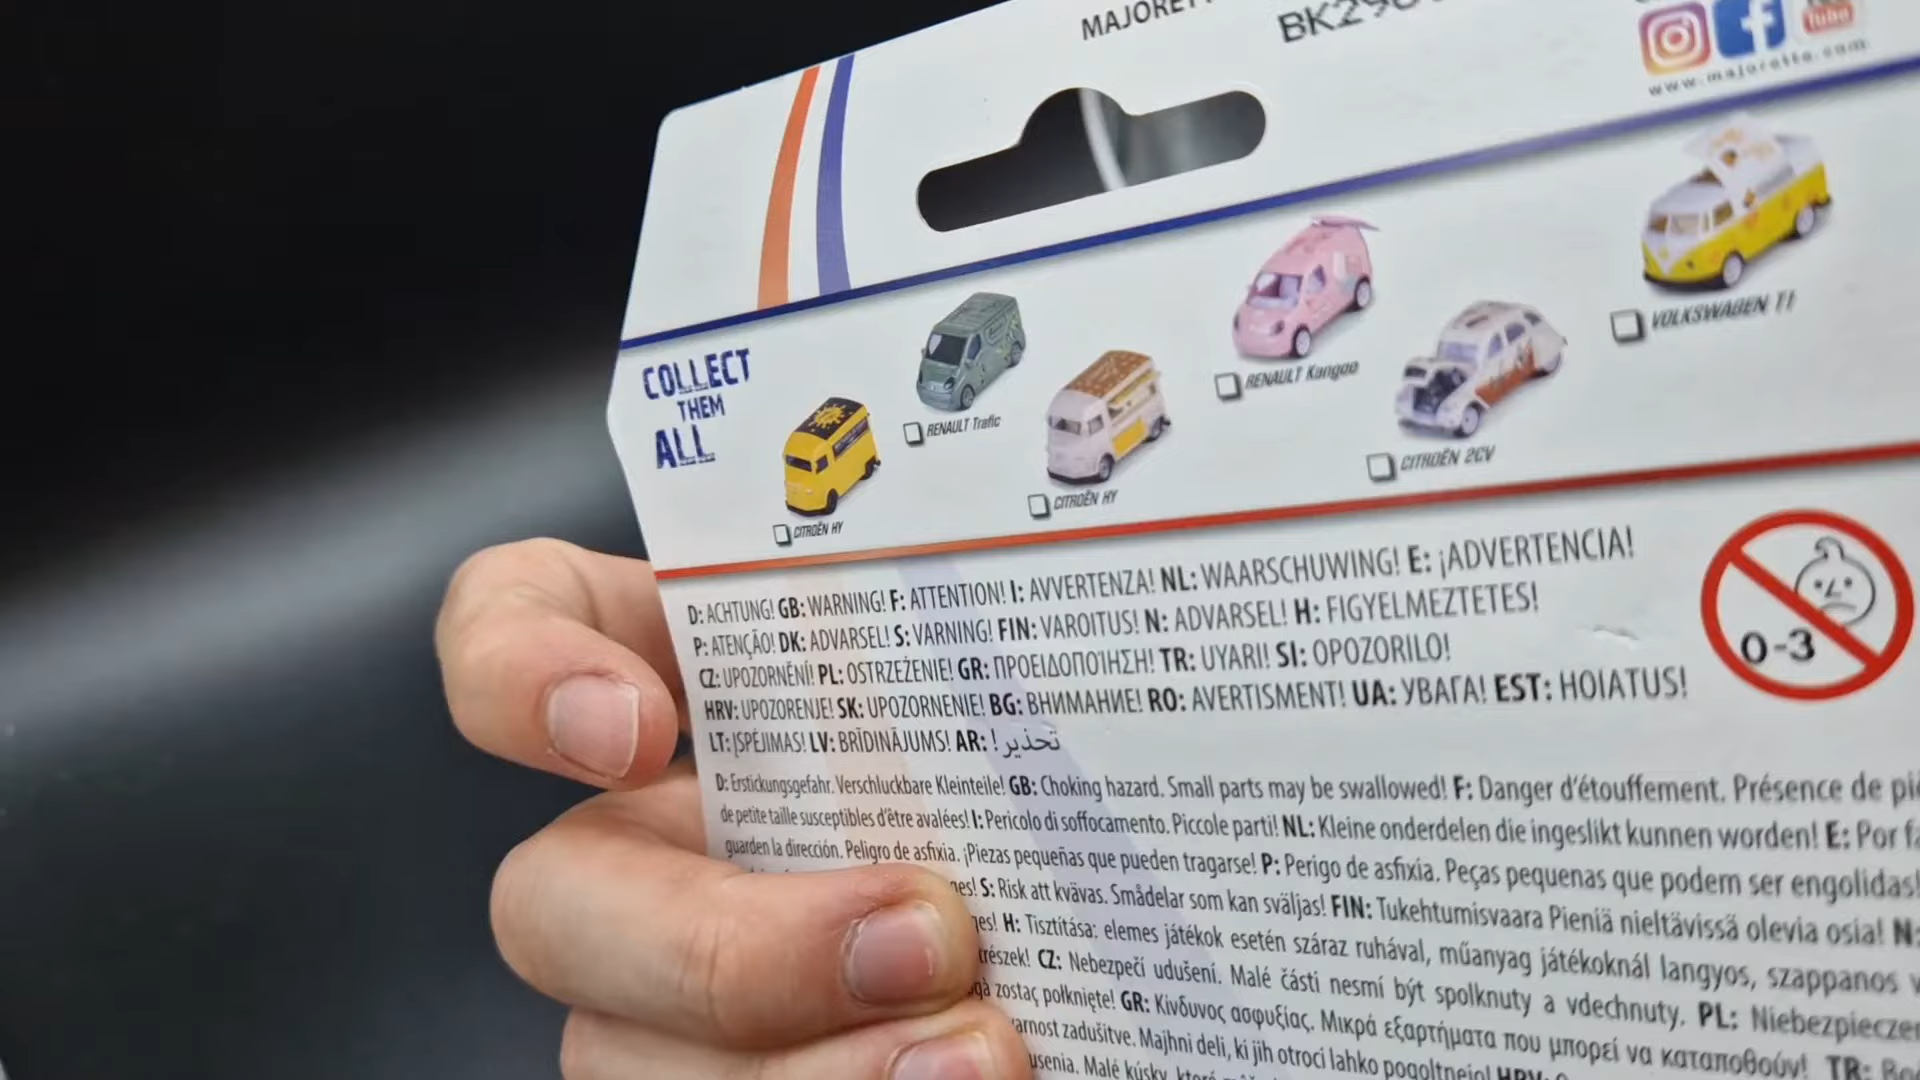 MAJORETT
www.majorette.com
COLLECT
THEM
ALL
CITROËN HY
RENAULT Trafic
CITROËN HY
RENAULT Kangoo
CITROËN 2CV
VOLKSWAGEN T1
D: ACHTUNG! GB: WARNING! F: ATTENTION! I: AVVERTENZA! NL: WAARSCHUWING! E: ¡ADVERTENCIA!
P: ATENÇÃO! DK: ADVARSEL! S: VARNING! FIN: VAROITUS! N: ADVARSEL! H: FIGYELMEZTETES!
CZ: UPOZORNĚNÍ! PL: OSTRZEŻENIE! GR: ΠΡΟΕΙΔΟΠΟΊΗΣΗ! TR: UYARI! SI: OPOZORILO!
HRV: UPOZORENJE! SK: UPOZORNENIE! BG: ВНИМАНИЕ! RO: AVERTISMENT! UA: УВАГА! EST: HOIATUS!
LT: ĮSPĖJIMAS! LV: BRĪDINĀJUMS! AR: تحذير!
0-3
D: Erstickungsgefahr. Verschluckbare Kleinteile! GB: Choking hazard. Small parts may be swallowed! F: Danger d'étouffement. Présence de
de petite taille susceptibles d'être avalées! I: Pericolo di soffocamento. Piccole parti! NL: Kleine onderdelen die ingeslikt kunnen worden! E: Por
guarden la dirección. Peligro de asfixia. ¡Piezas pequeñas que pueden tragarse! P: Perigo de asfixia. Peças pequenas que podem ser engolidas!
S: Risk att kvävas. Smådelar som kan sväljas! FIN: Tukehtumisvaara Pieniä nieltävissä olevia osia! N:
H: Tisztítása: elemes játékok esetén száraz ruhával, műanyag játékoknál langyos, szappanos
CZ: Nebezpečí udušení. Malé části nesmí být spolknuty a vdechnuty. PL:
zostać połknięte! GR: Κίνδυνος ασφυξίας. Μικρά εξαρτήματα που μπορεί να καταποθούν! TR:
zadušitve. Majhni deli, ki jih otroci lahko pogoltnejo! HRV:
Malé kúsky,